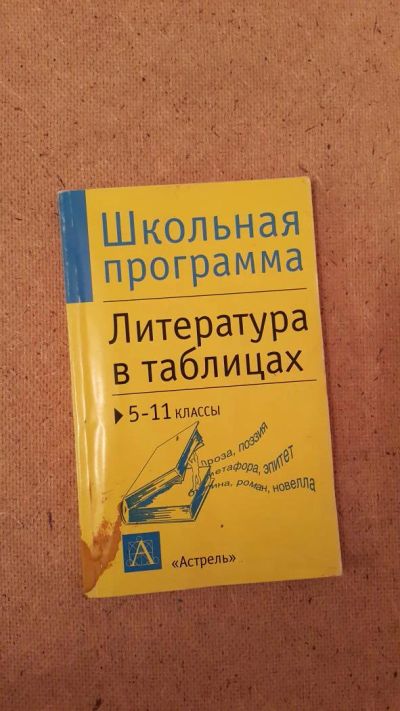 Школьная
программа
Литература
в таблицах
5-11 классы
проза, поэзия
метафора, эпитет
роман, новелла
А
«Астрель»